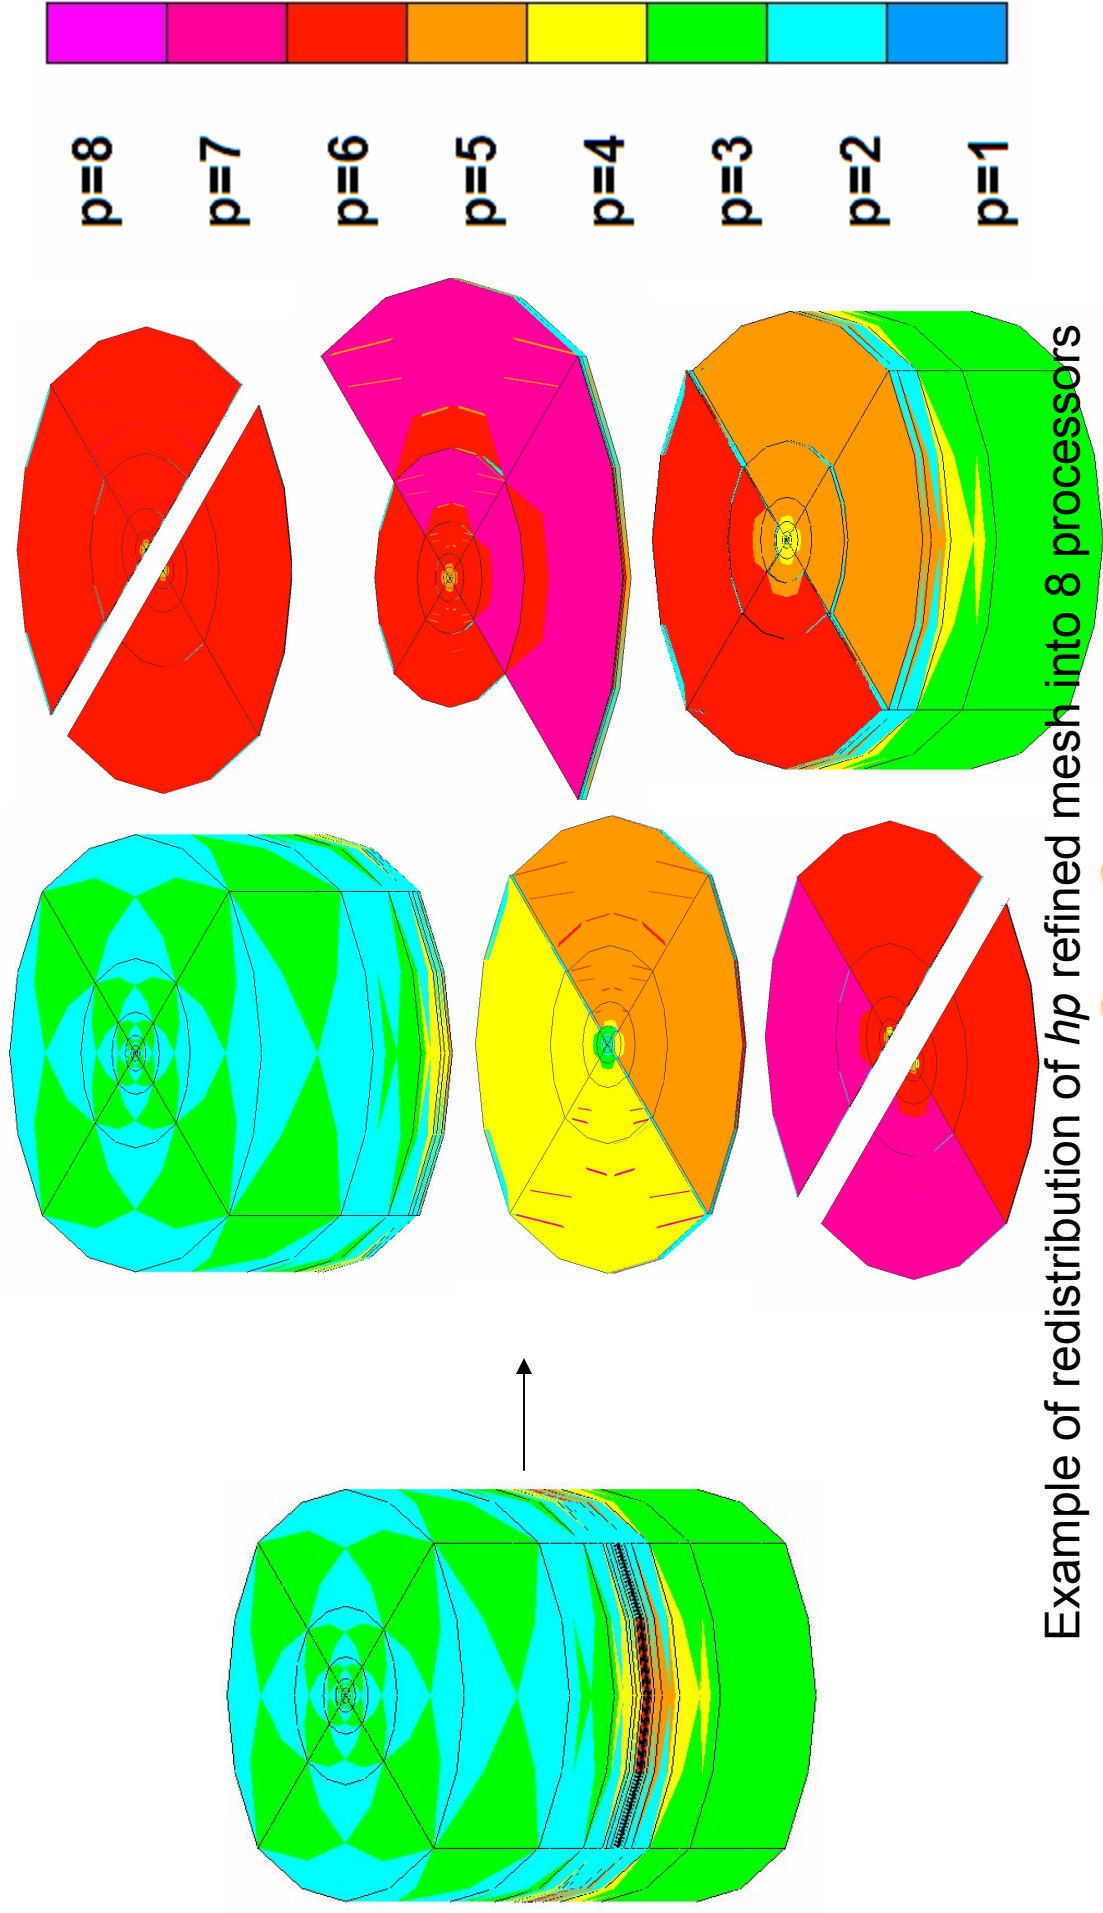 p=8
p=7
p=6
p=5
p=4
p=3
p=2
p=1
Example of redistribution of hp refined mesh into 8 processors